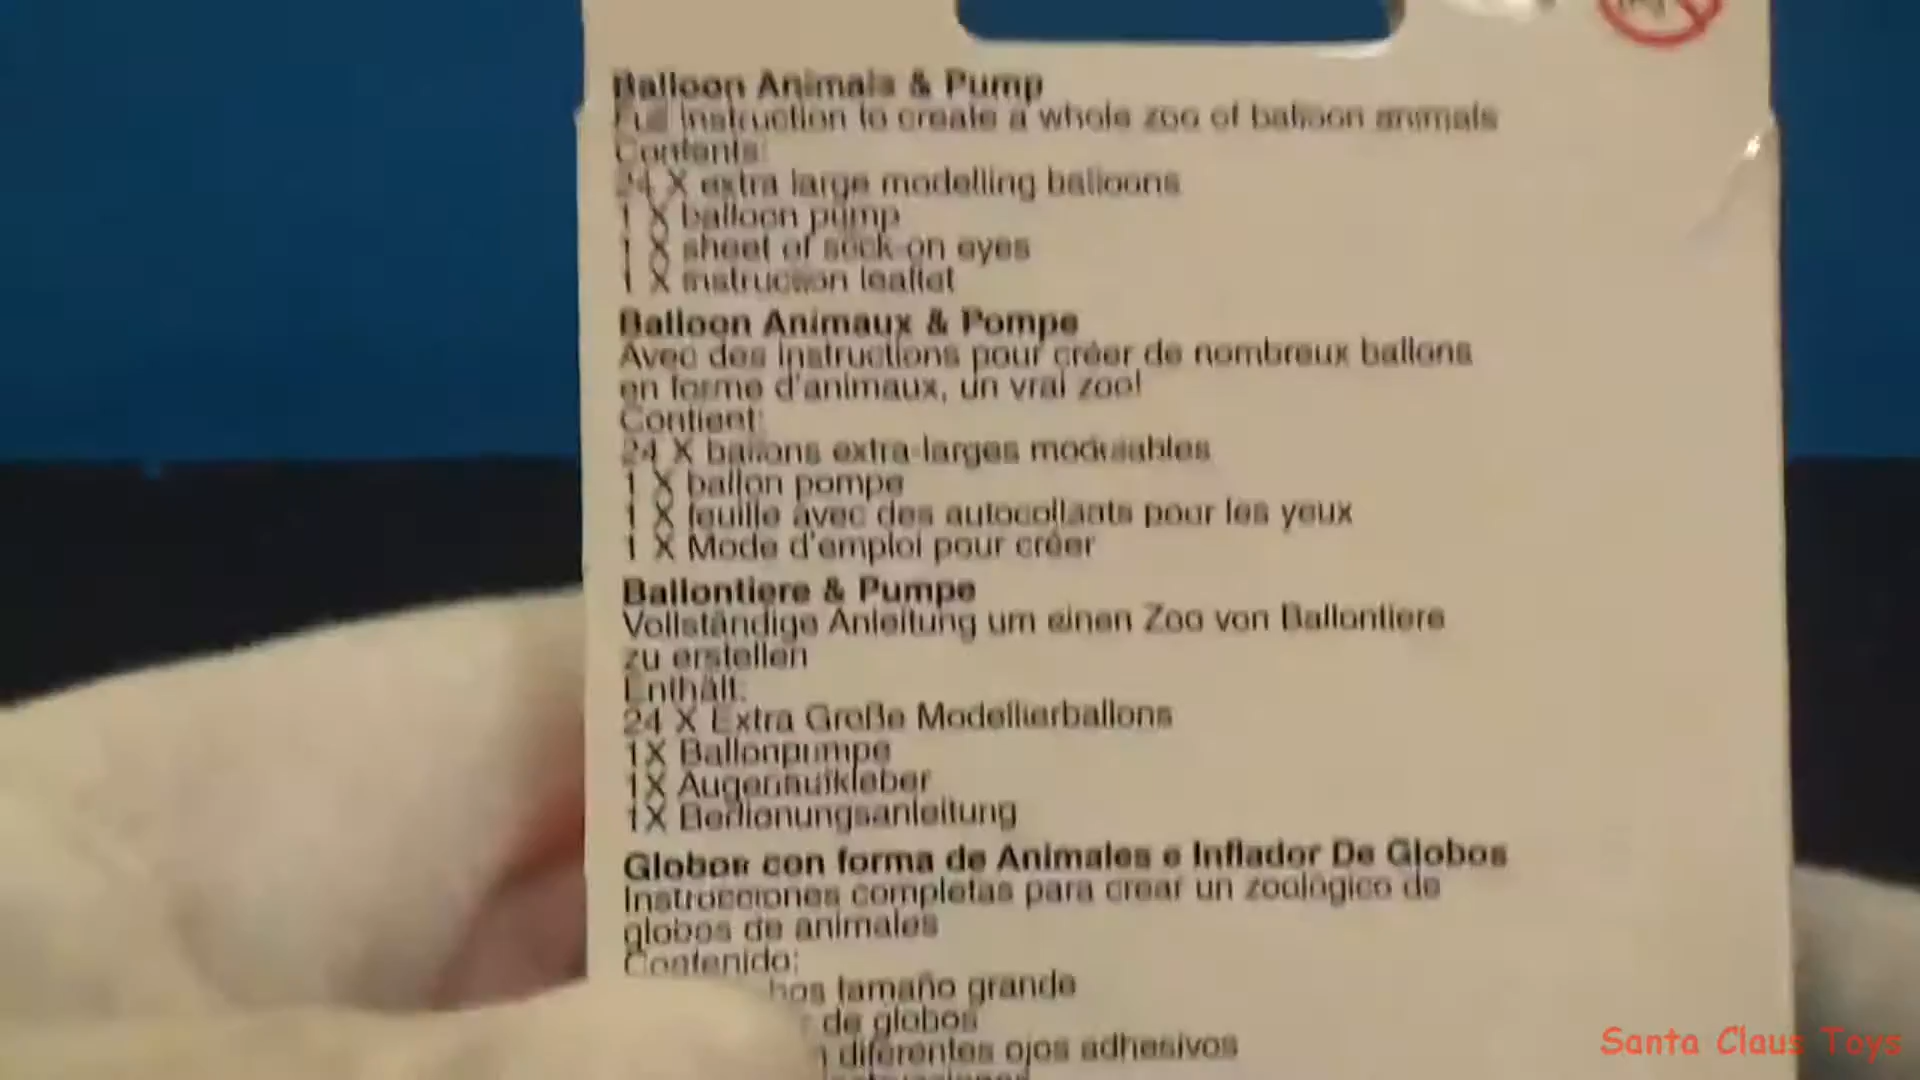 Balloon Animals & Pump
Full instruction to create a whole zoo of balloon animals
Contents:
24 X extra large modelling balloons
1 X balloon pump
1 X sheet of stick-on eyes
1 X instruction leaflet
Balloon Animaux & Pompe
Avec des instructions pour créer de nombreux ballons
en forme d'animaux, un vrai zoo!
Contient:
24 X ballons extra-larges modulables
1 X ballon pompe
1 X feuille avec des autocollants pour les yeux
1 X Mode d'emploi pour créer
Ballontiere & Pumpe
Vollständige Anleitung um einen Zoo von Ballontiere
zu erstellen
Enthält:
24 X Extra Große Modellierballons
1X Ballonpumpe
1X Augenaufkleber
1X Bedienungsanleitung
Globos con forma de Animales e Inflador De Globos
Instrucciones completas para crear un zoológico de
globos de animales
Contenido:
tamaño grande
de globos
diferentes ojos adhesivos
Santa Claus Toys